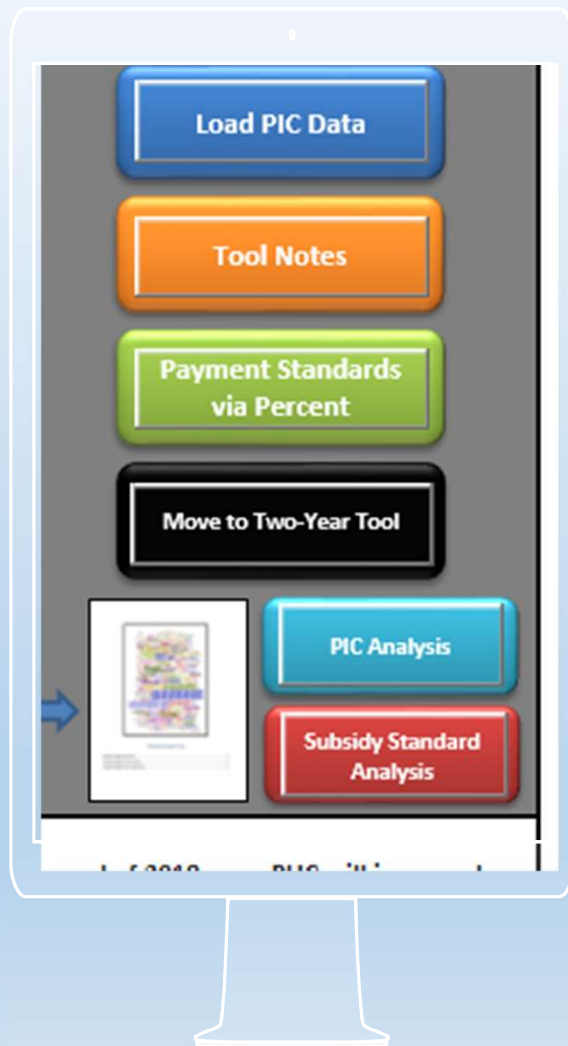 Load PIC Data
Tool Notes
Payment Standards
via Percent
Move to Two-Year Tool
PIC Analysis
Subsidy Standard
Analysis